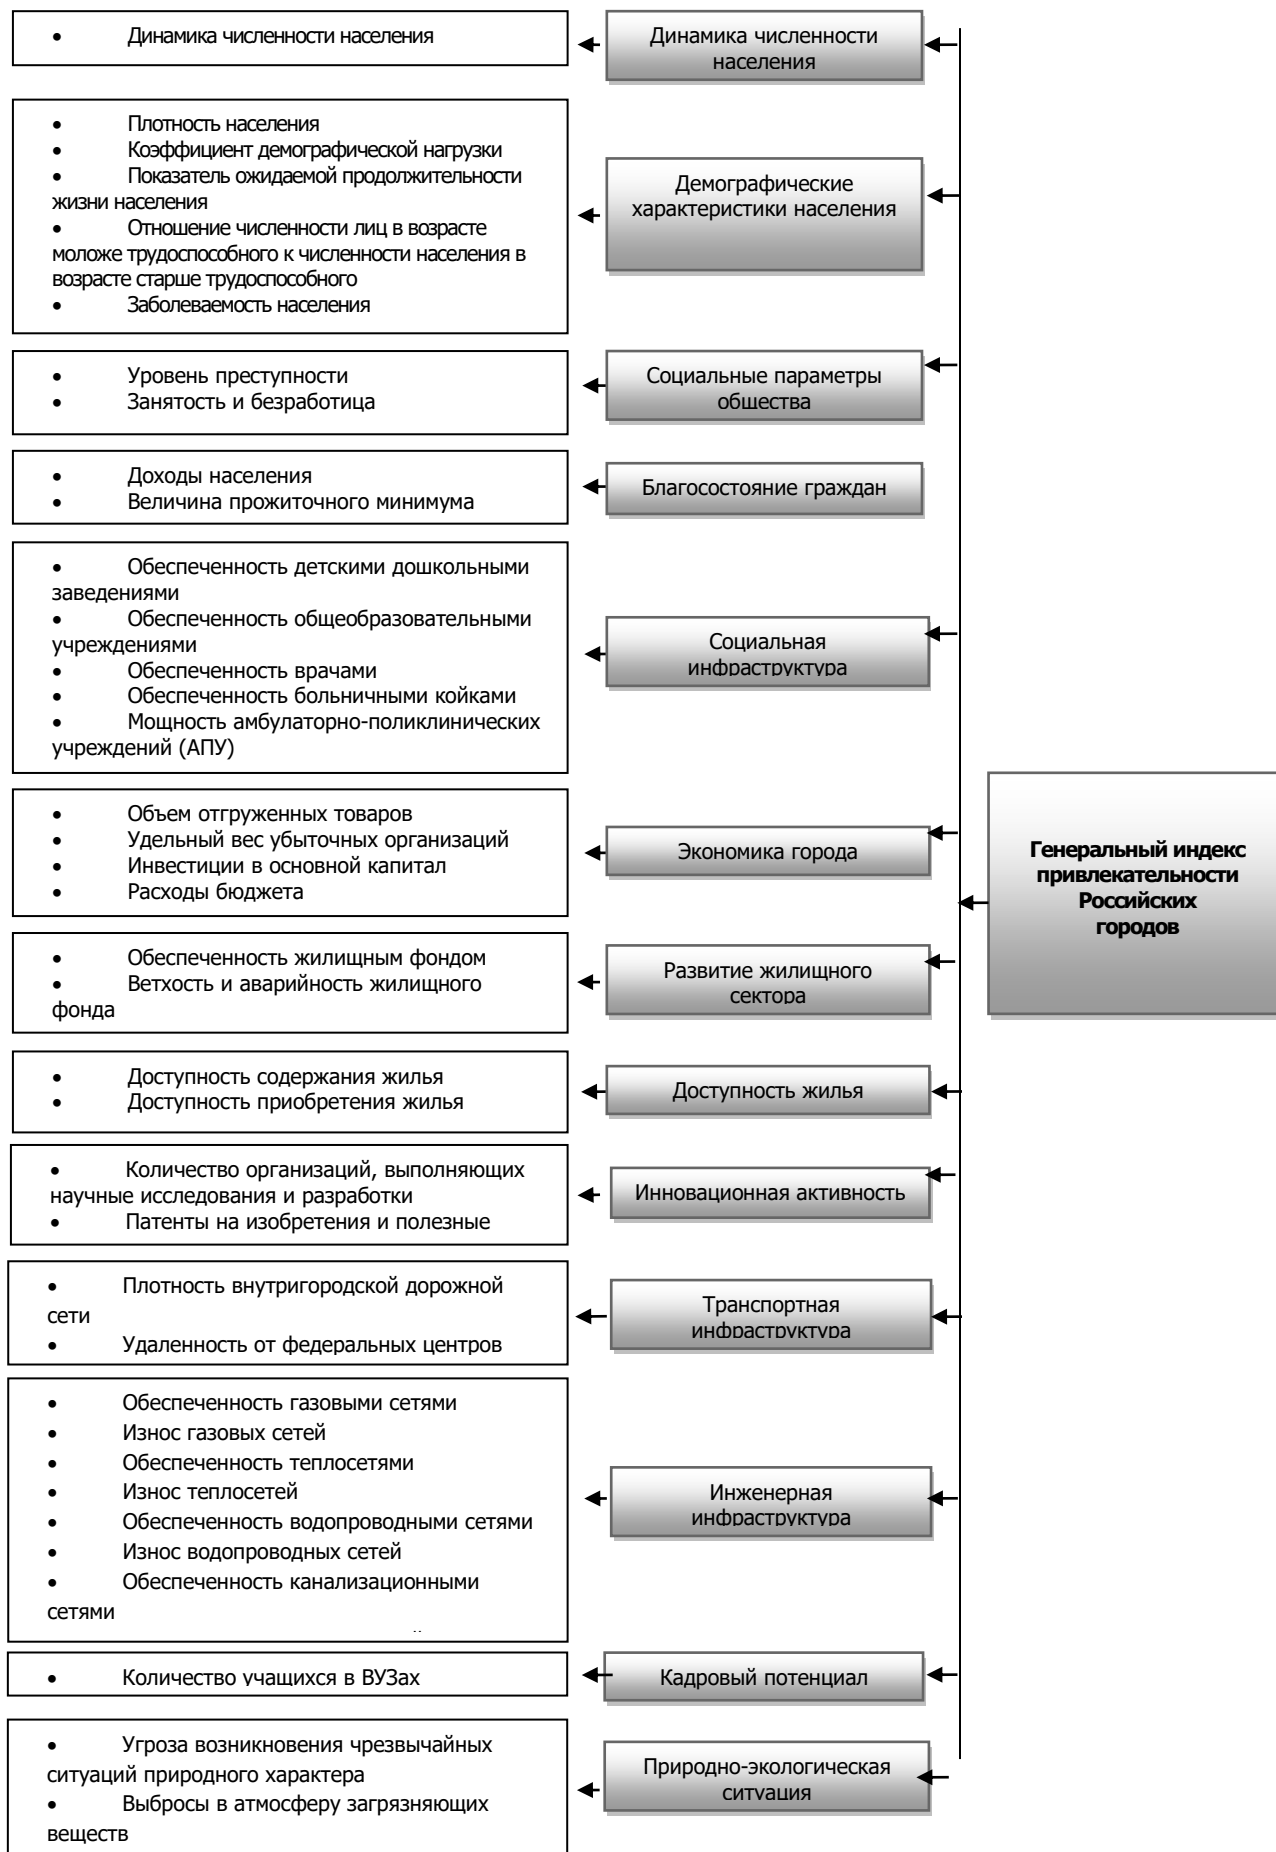 • Динамика численности населения
Динамика численности
населения
• Плотность населения
• Коэффициент демографической нагрузки
• Показатель ожидаемой продолжительности
жизни населения
• Отношение численности лиц в возрасте
моложе трудоспособного к численности населения в
возрасте старше трудоспособного
• Заболеваемость населения
Демографические
характеристики населения
• Уровень преступности
• Занятость и безработица
Социальные параметры
общества
• Доходы населения
• Величина прожиточного минимума
Благосостояние граждан
• Обеспеченность детскими дошкольными
заведениями
• Обеспеченность общеобразовательными
учреждениями
• Обеспеченность врачами
• Обеспеченность больничными койками
• Мощность амбулаторно-поликлинических
учреждений (АПУ)
Социальная
инфраструктура
• Объем отгруженных товаров
• Удельный вес убыточных организаций
• Инвестиции в основной капитал
• Расходы бюджета
Экономика города
Генеральный индекс
привлекательности
Российских
городов
• Обеспеченность жилищным фондом
• Ветхость и аварийность жилищного
фонда
Развитие жилищного
сектора
• Доступность содержания жилья
• Доступность приобретения жилья
Доступность жилья
• Количество организаций, выполняющих
научные исследования и разработки
• Патенты на изобретения и полезные
Инновационная активность
• Плотность внутригородской дорожной
сети
• Удаленность от федеральных центров
Транспортная
инфраструктура
• Обеспеченность газовыми сетями
• Износ газовых сетей
• Обеспеченность теплосетями
• Износ теплосетей
• Обеспеченность водопроводными сетями
• Износ водопроводных сетей
• Обеспеченность канализационными
сетями
Инженерная
инфраструктура
• Количество учащихся в ВУЗах
Кадровый потенциал
• Угроза возникновения чрезвычайных
ситуаций природного характера
• Выбросы в атмосферу загрязняющих
веществ
Природно-экологическая
ситуация